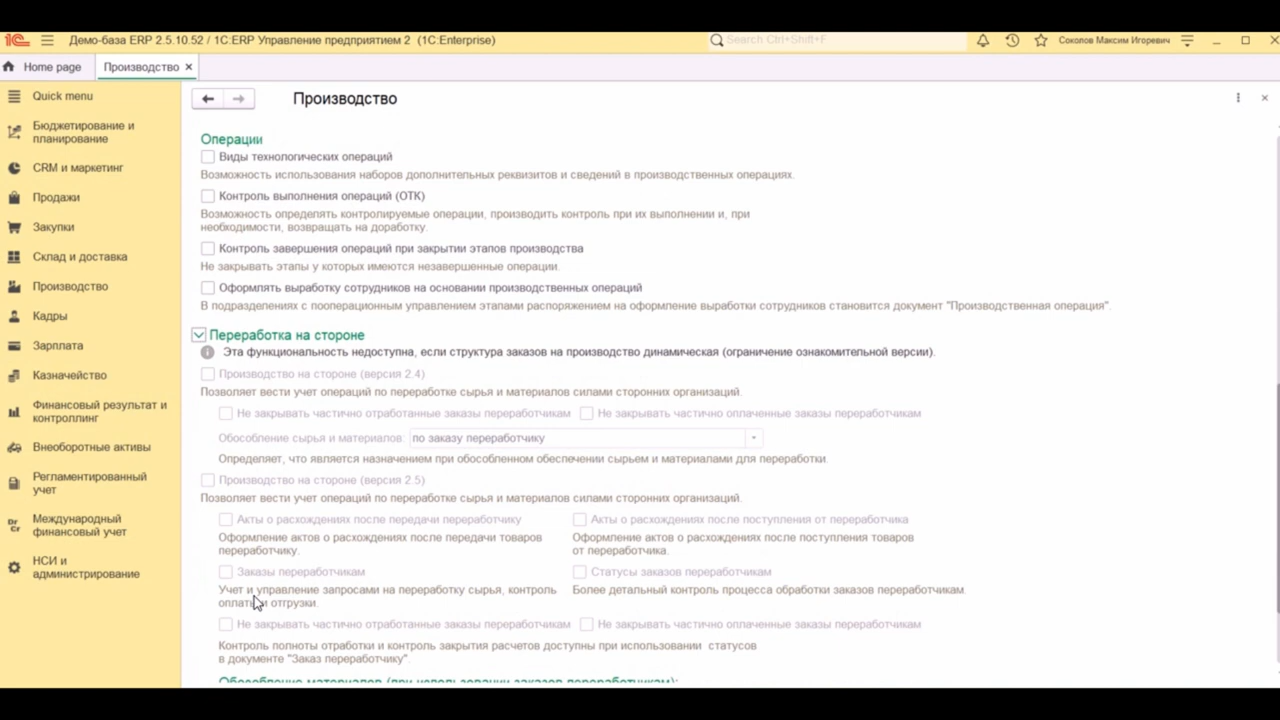 1С Демо-база ERP 2.5.10.52 / 1С:ERP Управление предприятием 2 (1C:Enterprise) Search Ctrl+Shift+F Соколов Максим Игоревич
Home page Производство
Quick menu
Бюджетирование и
планирование
CRM и маркетинг
Продажи
Закупки
Склад и доставка
Производство
Кадры
Зарплата
Казначейство
Финансовый результат и
контроллинг
Внеоборотные активы
Регламентированный
учет
Dr
Cr
Международный
финансовый учет
НСИ и
администрирование
Производство
Операции
Виды технологических операций
Возможность использования наборов дополнительных реквизитов и сведений в производственных операциях.
Контроль выполнения операций (ОТК)
Возможность определять контролируемые операции, производить контроль при их выполнении и, при
необходимости, возвращать на доработку.
Контроль завершения операций при закрытии этапов производства
Не закрывать этапы у которых имеются незавершенные операции.
Оформлять выработку сотрудников на основании производственных операций
В подразделениях с пооперационным управлением этапами распоряжением на оформление выработки сотрудников становится документ "Производственная операция".
Переработка на стороне
Эта функциональность недоступна, если структура заказов на производство динамическая (ограничение ознакомительной версии).
Производство на стороне (версия 2.4)
Позволяет вести учет операций по переработке сырья и материалов силами сторонних организаций.
Не закрывать частично отработанные заказы переработчикам Не закрывать частично оплаченные заказы переработчикам
Обособление сырья и материалов: по заказу переработчику
Определяет, что является назначением при обособленном обеспечении сырьем и материалами для переработки.
Производство на стороне (версия 2.5)
Позволяет вести учет операций по переработке сырья и материалов силами сторонних организаций.
Акты о расхождениях после передачи переработчику Акты о расхождениях после поступления от переработчика
Оформление актов о расхождениях после передачи товаров Оформление актов о расхождениях после поступления товаров
переработчику. от переработчика.
Заказы переработчикам Статусы заказов переработчикам
Учет и управление запросами на переработку сырья, контроль Более детальный контроль процесса обработки заказов переработчикам.
оплаты и отгрузки.
Не закрывать частично отработанные заказы переработчикам Не закрывать частично оплаченные заказы переработчикам
Контроль полноты отработки и контроль закрытия расчетов доступны при использовании статусов
в документе "Заказ переработчику".
Обособление материалов (при использовании заказов переработчикам):